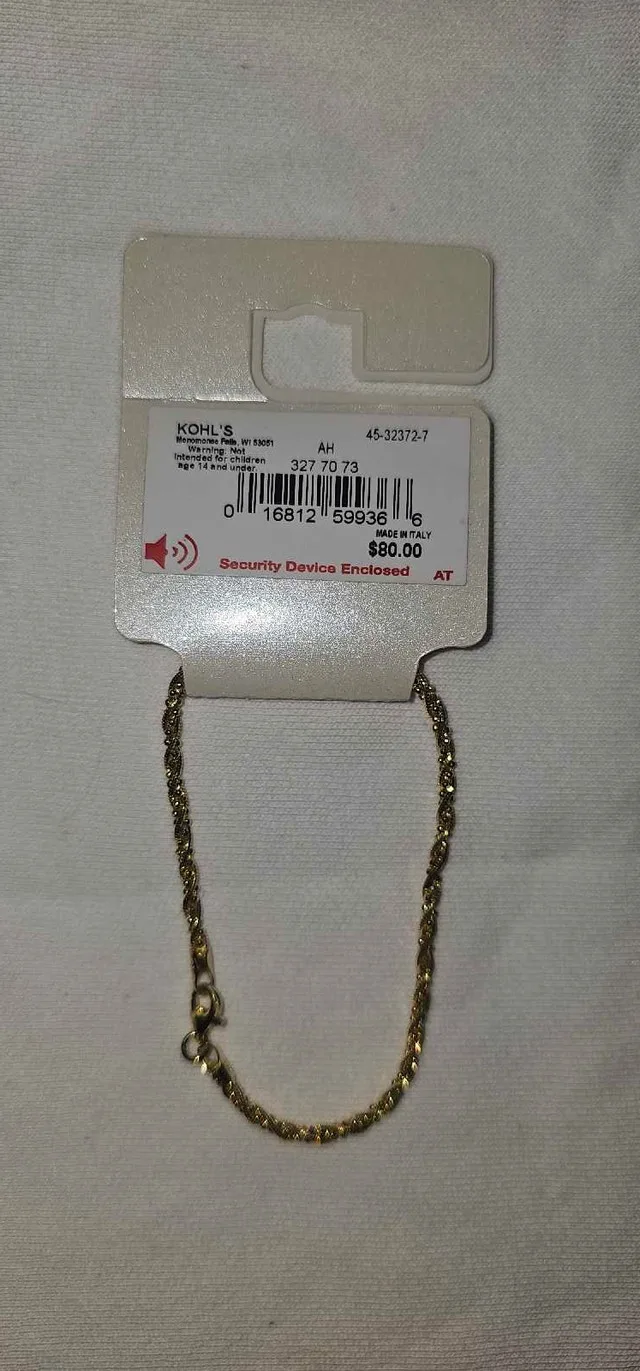 KOHL'S
45-32372-7
Menomonee Falls, WI 53051
Warning: Not
intended for children
age 14 and under.
AH
327 70 73
0 16812 59936 6
MADE IN ITALY
$80.00
Security Device Enclosed AT